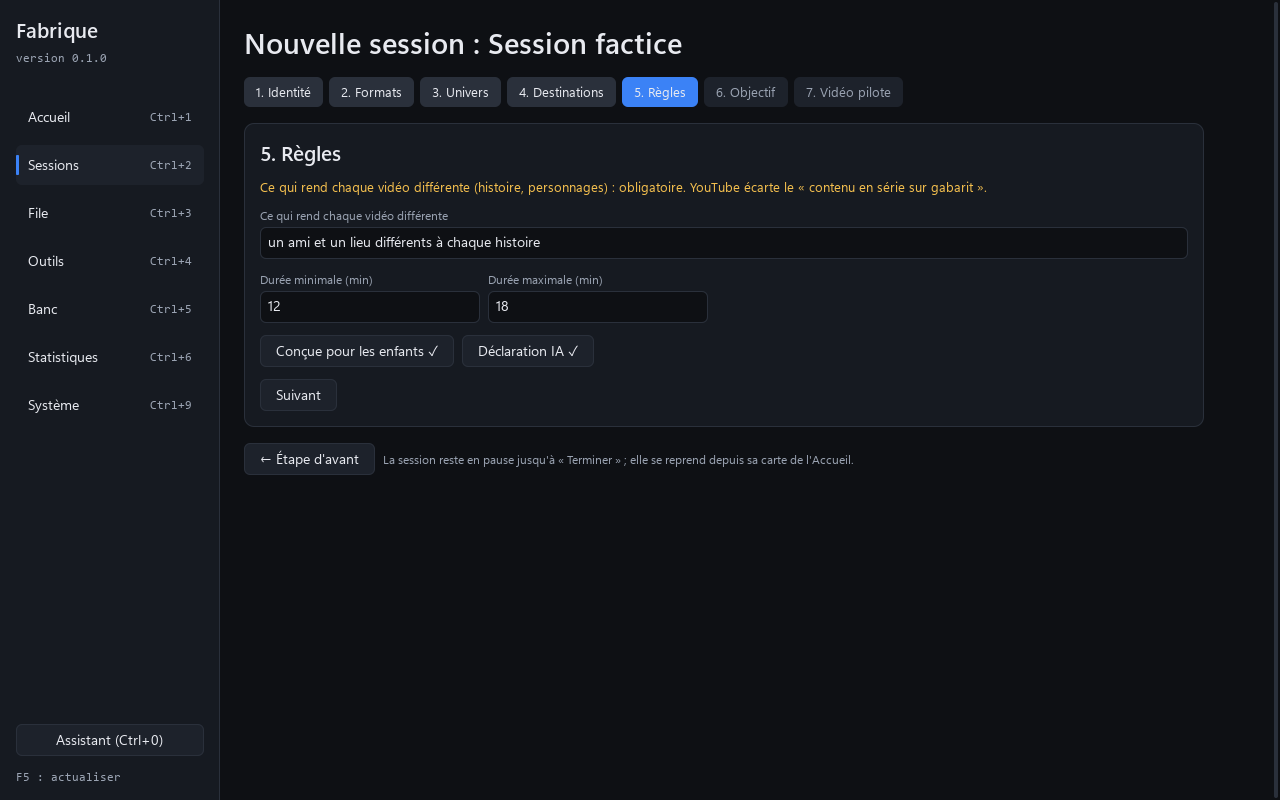 Fabrique
version 0.1.0
Accueil Ctrl+1
Sessions Ctrl+2
File Ctrl+3
Outils Ctrl+4
Banc Ctrl+5
Statistiques Ctrl+6
Système Ctrl+9
Assistant (Ctrl+0)
F5 : actualiser
Nouvelle session : Session factice
1. Identité 2. Formats 3. Univers 4. Destinations 5. Règles 6. Objectif 7. Vidéo pilote
5. Règles
Ce qui rend chaque vidéo différente (histoire, personnages) : obligatoire. YouTube écarte le « contenu en série sur gabarit ».
Ce qui rend chaque vidéo différente
un ami et un lieu différents à chaque histoire
Durée minimale (min) Durée maximale (min)
12 18
Conçue pour les enfants ✓ Déclaration IA ✓
Suivant
← Étape d'avant La session reste en pause jusqu'à « Terminer » ; elle se reprend depuis sa carte de l'Accueil.